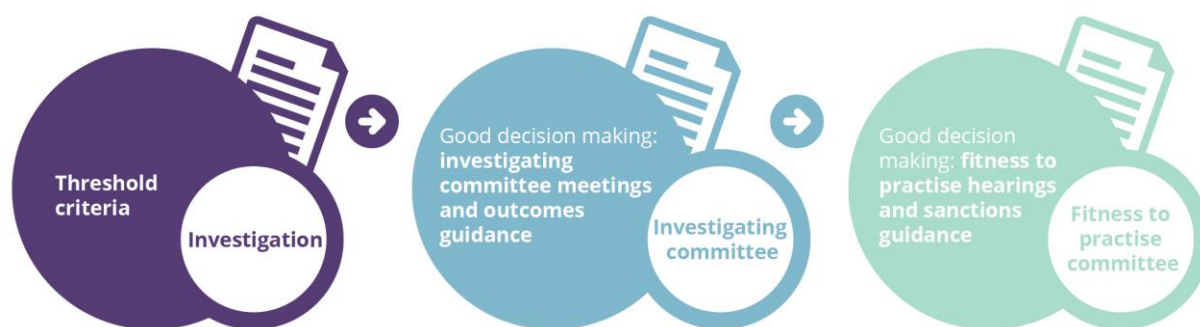 Threshold
criteria
Investigation
Good decision making:
investigating
committee meetings
and outcomes
guidance
Investigating
committee
Good decision
making: fitness to
practise hearings
and sanctions
guidance
Fitness to
practise
committee